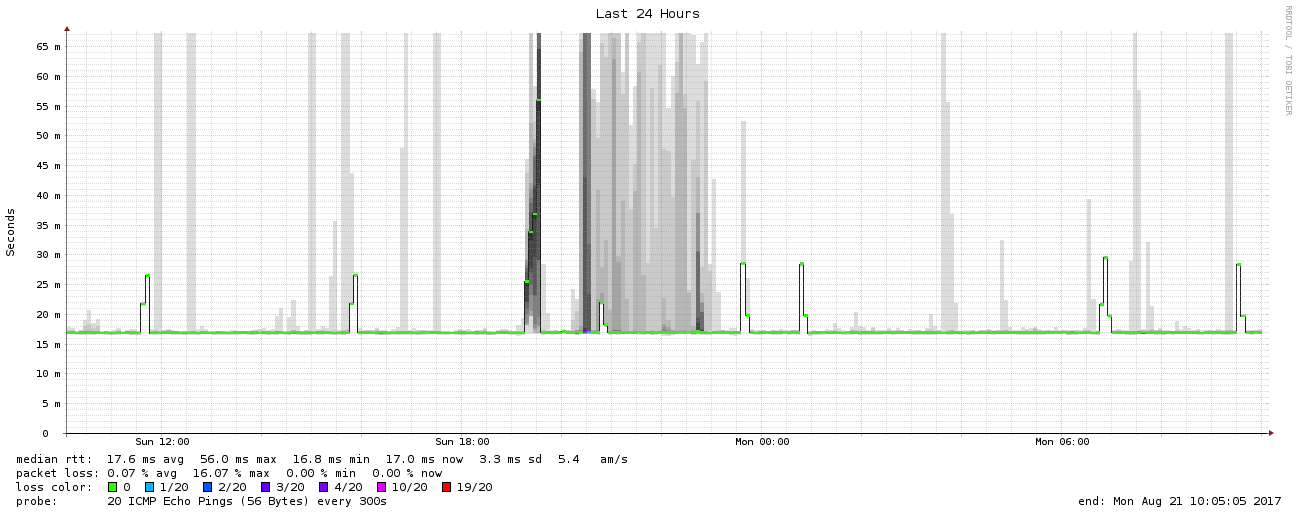 Last 24 Hours
RRDTOOL / TOBI OETIKER
Seconds
65 m
60 m
55 m
50 m
45 m
40 m
35 m
30 m
25 m
20 m
15 m
10 m
5 m
0
Sun 12:00 Sun 18:00 Mon 00:00 Mon 06:00
median rtt: 17.6 ms avg 56.0 ms max 16.8 ms min 17.0 ms now 3.3 ms sd 5.4 am/s
packet loss: 0.07 % avg 16.07 % max 0.00 % min 0.00 % now
loss color: 0 1/20 2/20 3/20 4/20 10/20 19/20
probe: 20 ICMP Echo Pings (56 Bytes) every 300s end: Mon Aug 21 10:05:05 2017